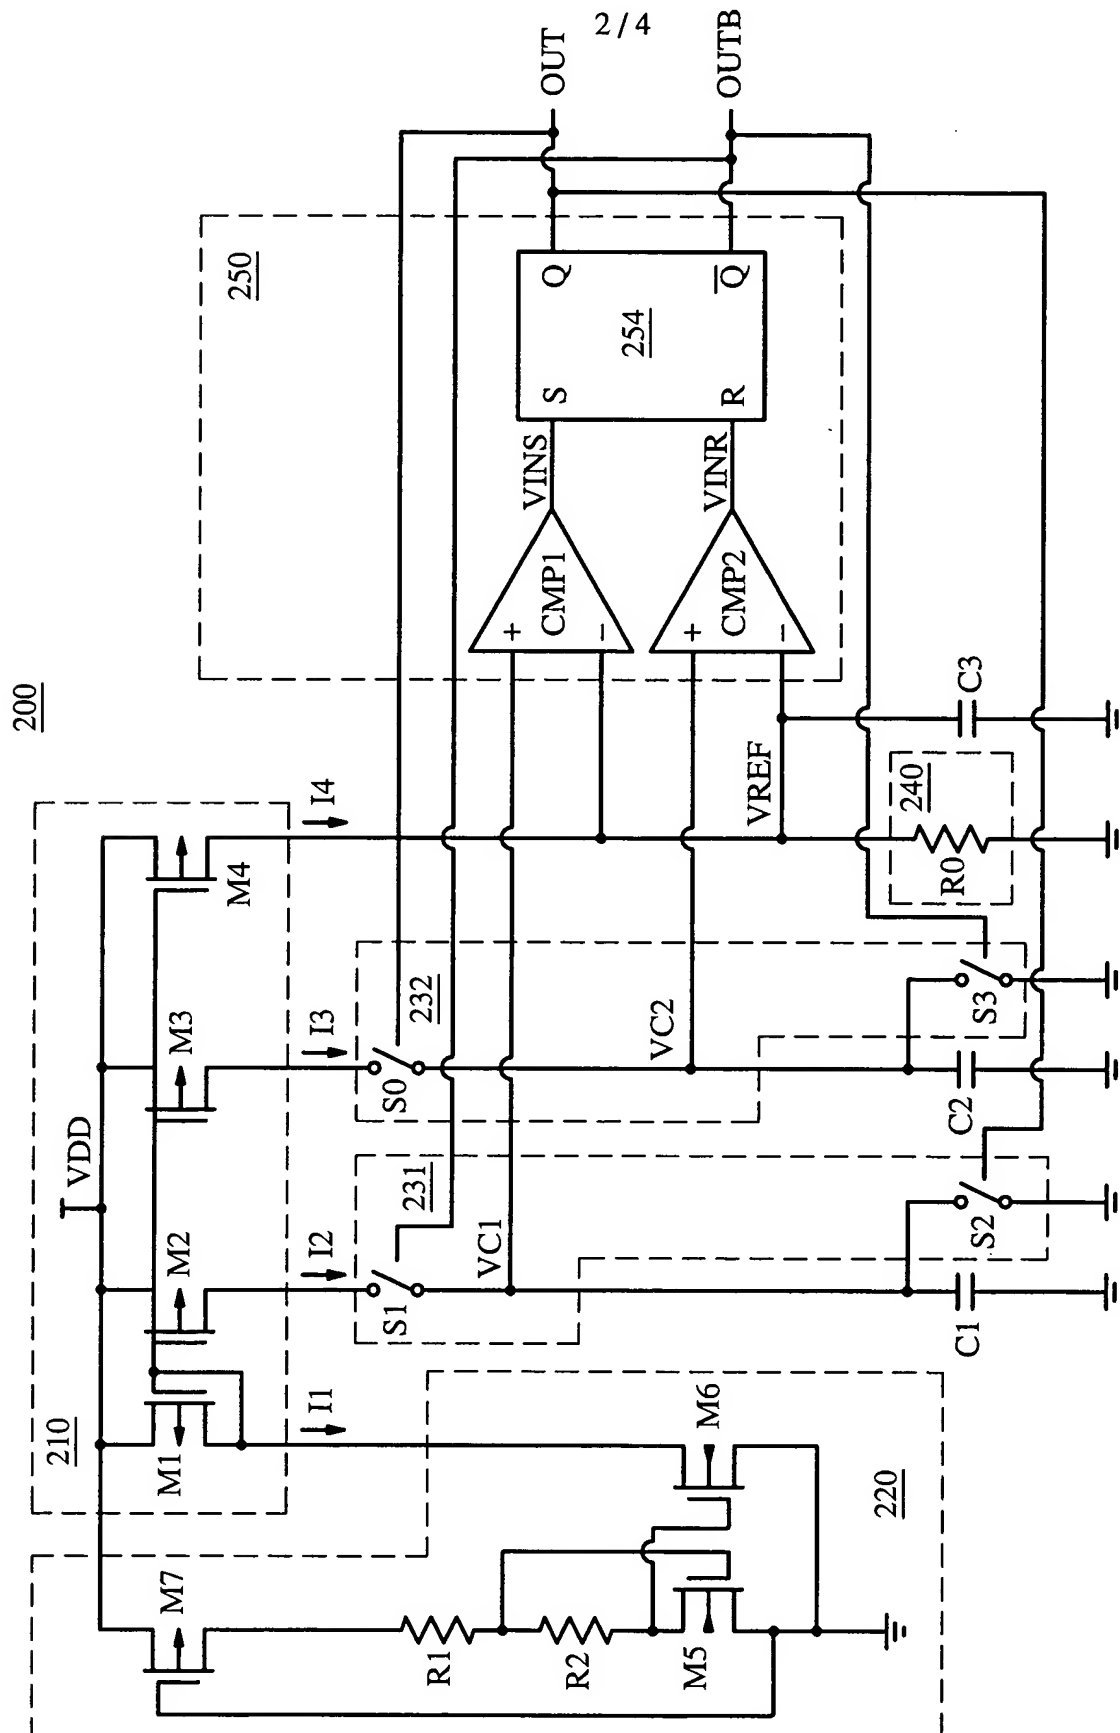 2 / 4
200
VDD
210
M7
M1
M2
M3
M4
I1
I2
I3
I4
231
232
S1
S0
VC1
VC2
VREF
R1
R2
M5
M6
220
C1
S2
C2
S3
240
R0
C3
250
+
CMP1
−
+
CMP2
−
VINS
VINR
S
Q
R
Q̅
254
OUT
OUTB